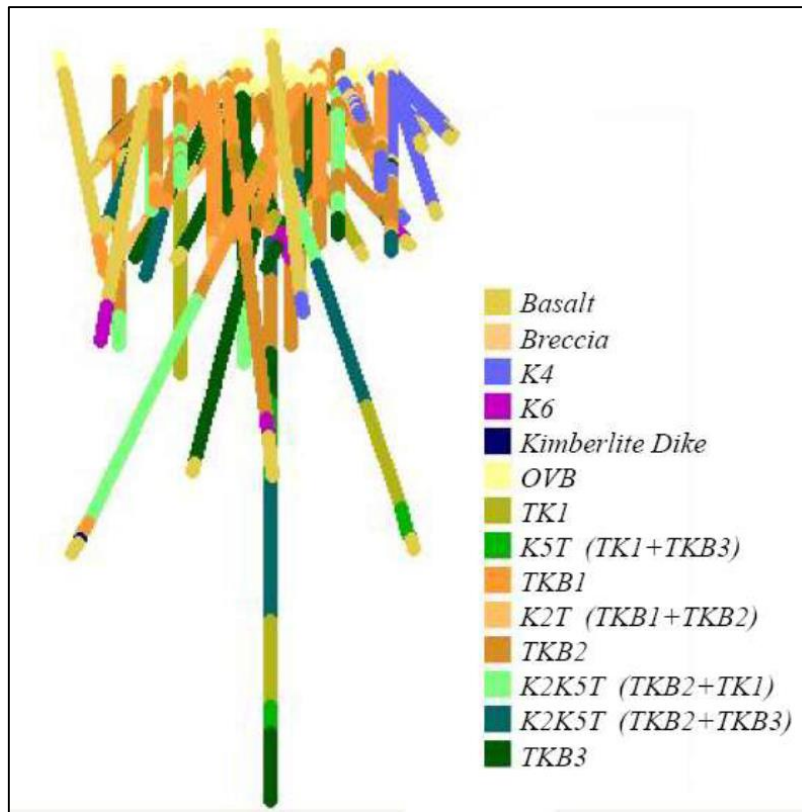 Basalt
Breccia
K4
K6
Kimberlite Dike
OVB
TK1
K5T (TK1+TKB3)
TKB1
K2T (TKB1+TKB2)
TKB2
K2K5T (TKB2+TK1)
K2K5T (TKB2+TKB3)
TKB3